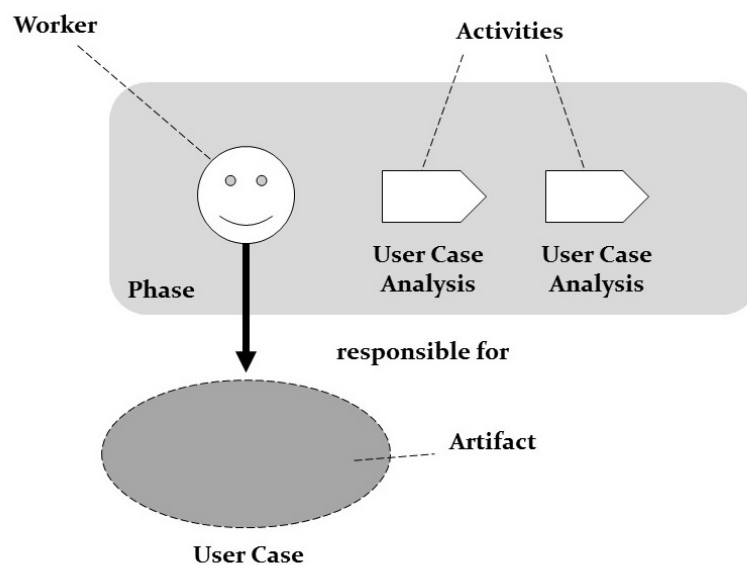 Worker
Activities
User Case
Analysis
User Case
Analysis
Phase
responsible for
Artifact
User Case